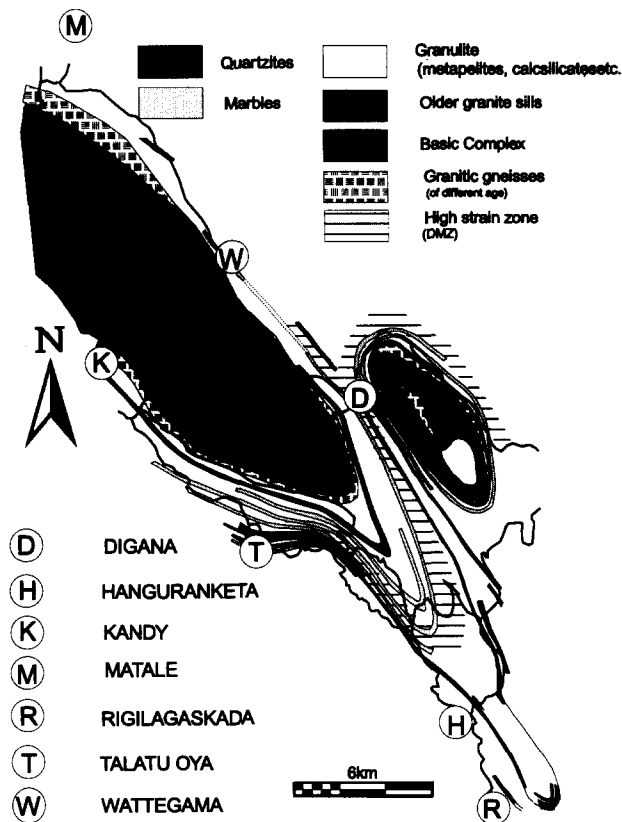 M
Quartzites
Marbles
Granulite
(metapelites, calcsilicatesetc.
Older granite sills
Basic Complex
Granitic gneisses
(of different age)
High strain zone
(DMZ)
W
N
K
D
T
H
R
D DIGANA
H HANGURANKETA
K KANDY
M MATALE
R RIGILAGASKADA
T TALATU OYA
W WATTEGAMA
6km